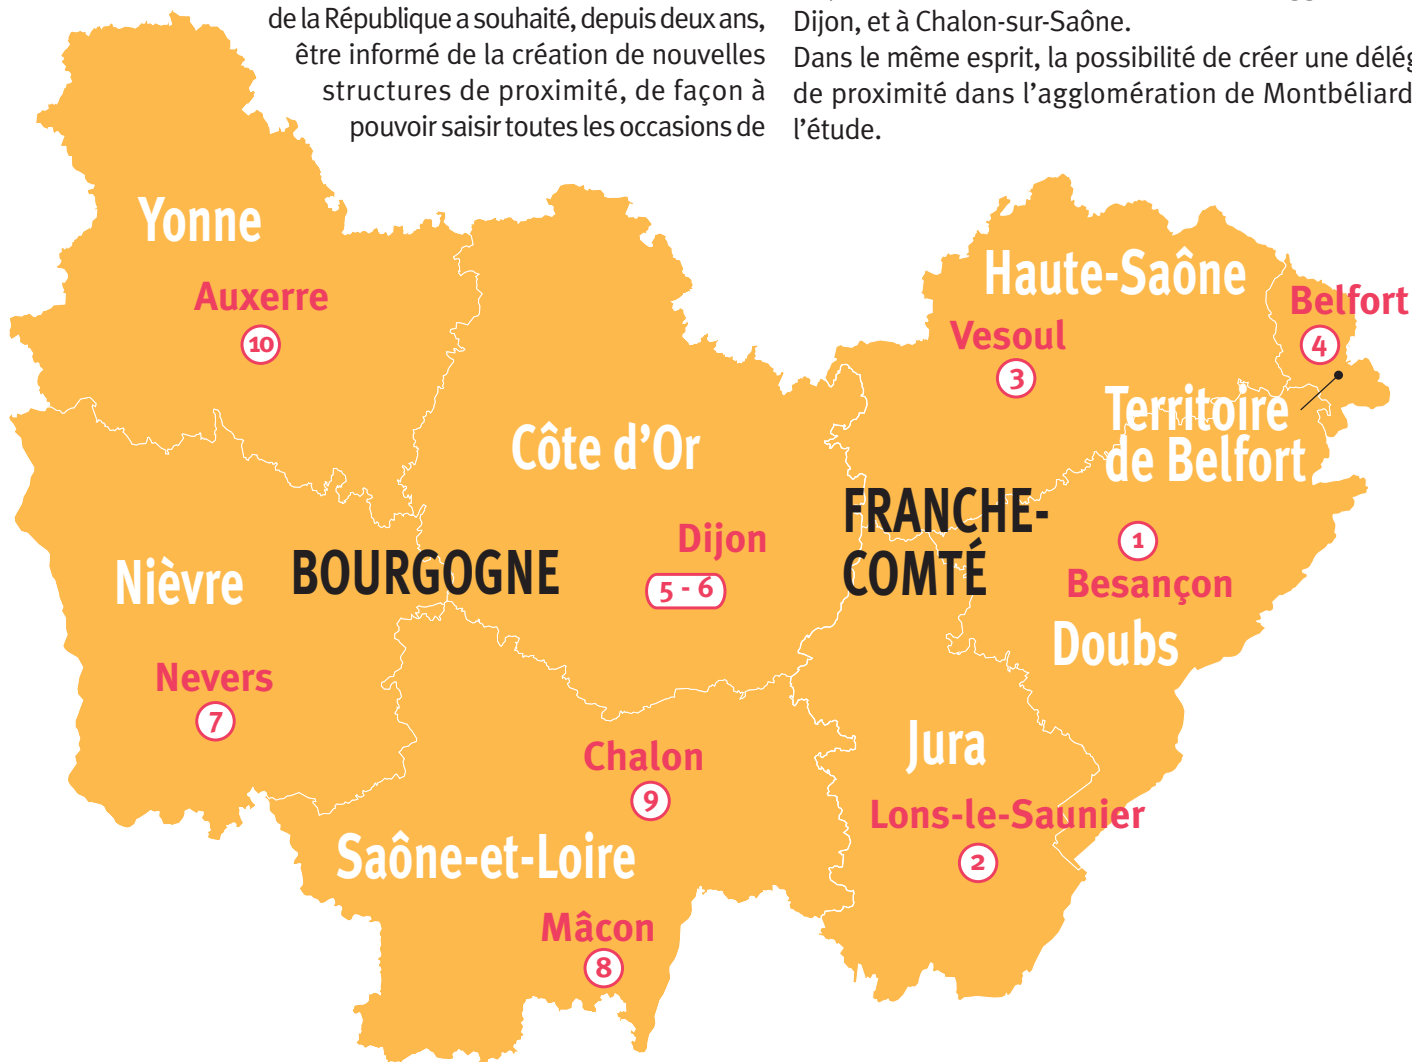 de la République a souhaité, depuis deux ans,
être informé de la création de nouvelles
structures de proximité, de façon à
pouvoir saisir toutes les occasions de
Dijon, et à Chalon-sur-Saône.
Dans le même esprit, la possibilité de créer une délég
de proximité dans l'agglomération de Montbéliard
l'étude.
Yonne
Auxerre
10
Haute-Saône
Belfort
4
Vesoul
3
Territoire
de Belfort
Côte d'Or
Dijon
5 - 6
FRANCHE-
COMTÉ
1
Besançon
Doubs
BOURGOGNE
Nièvre
Nevers
7
Chalon
9
Jura
Lons-le-Saunier
2
Saône-et-Loire
Mâcon
8